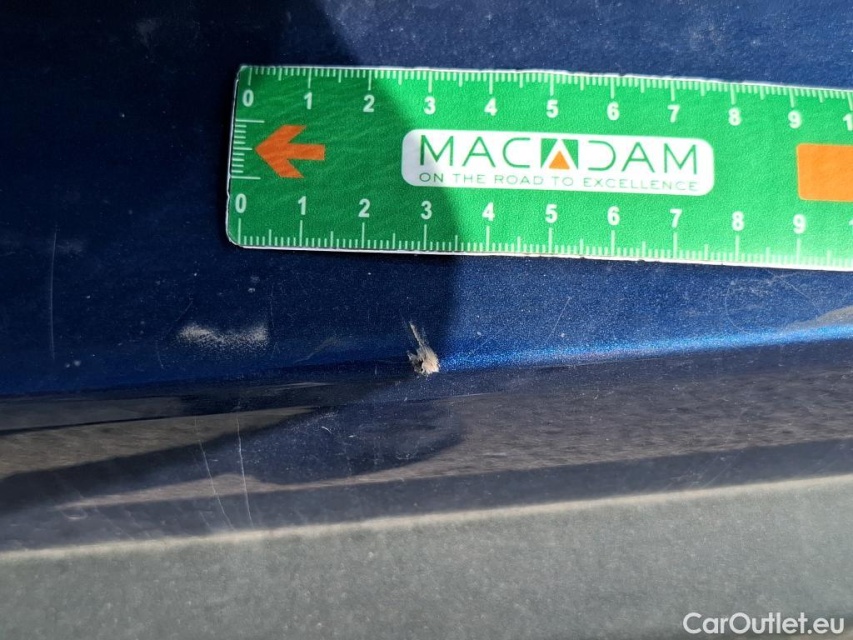 0 1 2 3 4 5 6 7 8 9 1
MACADAM
ON THE ROAD TO EXCELLENCE
0 1 2 3 4 5 6 7 8 9
CarOutlet.eu